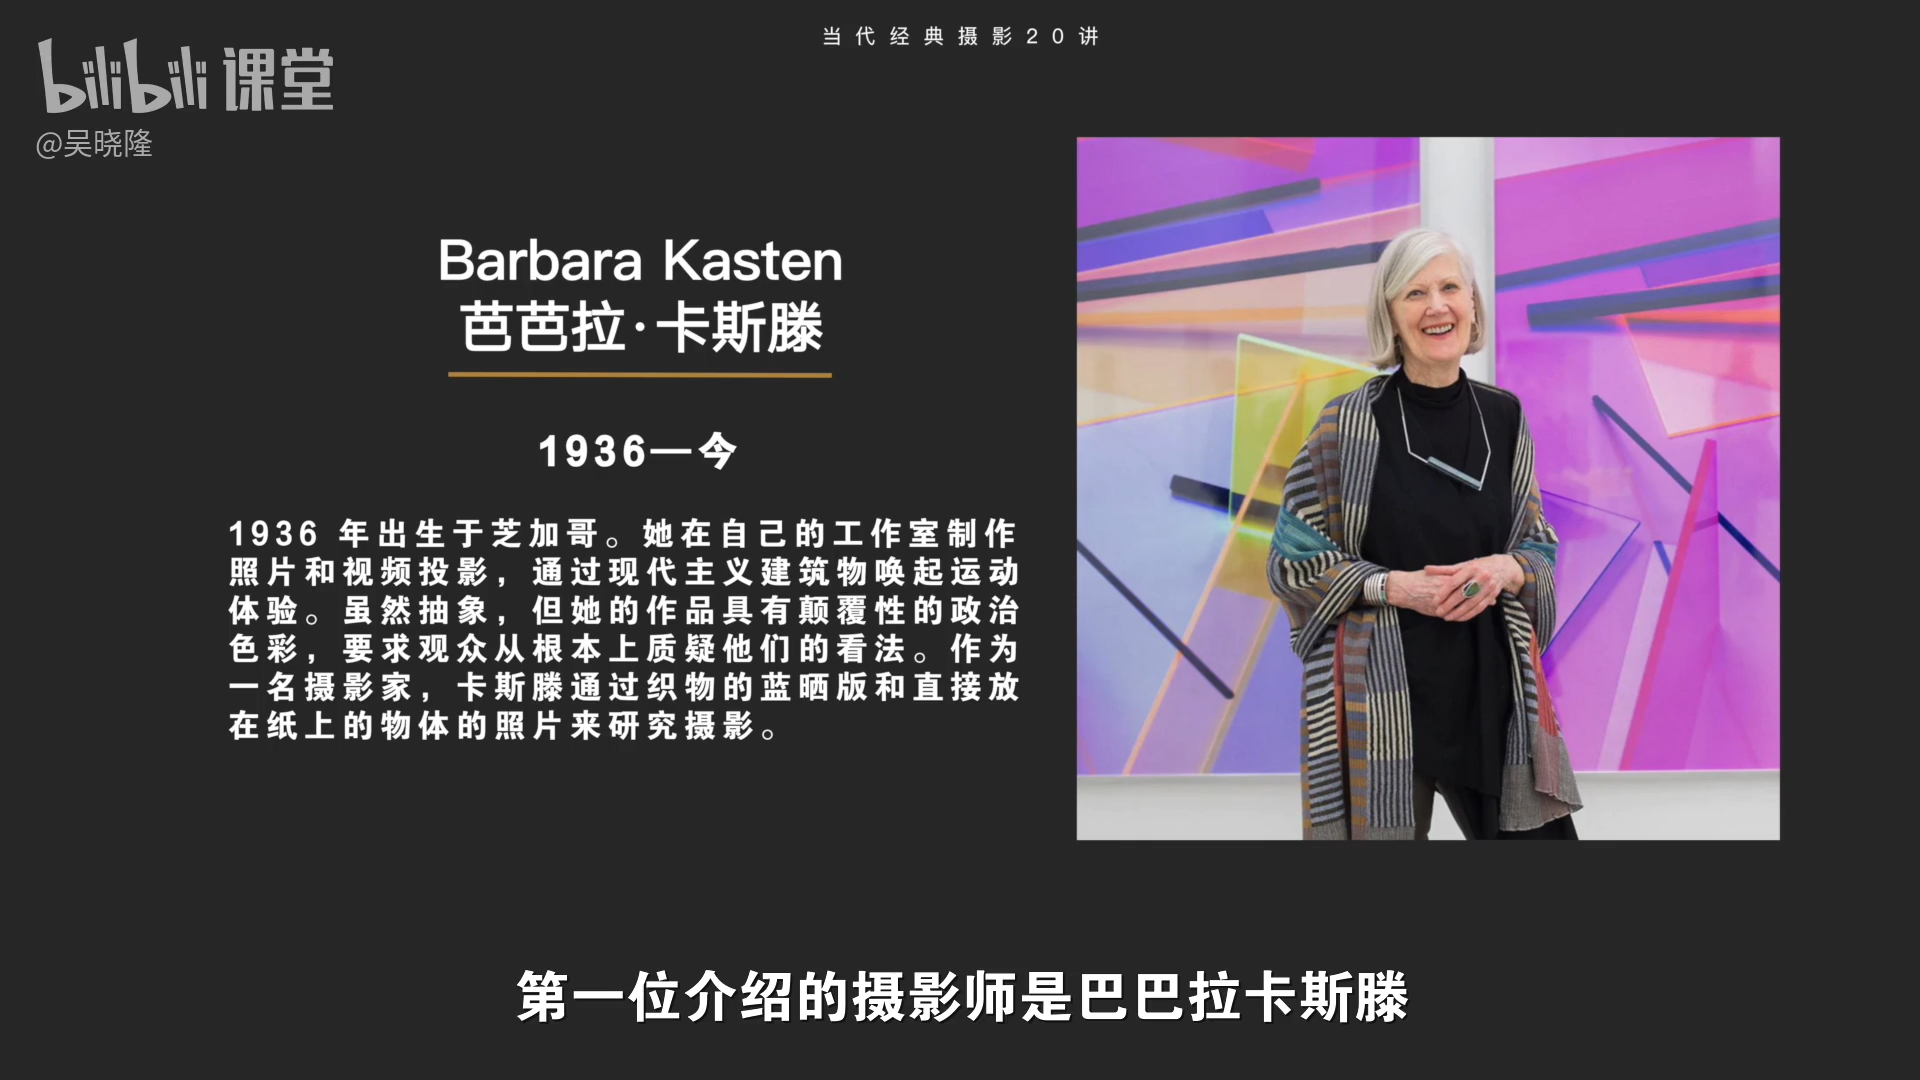 当代经典摄影20讲
bilibili 课堂
@吴晓隆
Barbara Kasten
芭芭拉·卡斯滕
1936—今
1936 年出生于芝加哥。她在自己的工作室制作
照片和视频投影，通过现代主义建筑物唤起运动
体验。虽然抽象，但她的作品具有颠覆性的政治
色彩，要求观众从根本上质疑他们的看法。作为
一名摄影家，卡斯滕通过织物的蓝晒版和直接放
在纸上的物体的照片来研究摄影。
第一位介绍的摄影师是巴巴拉卡斯滕